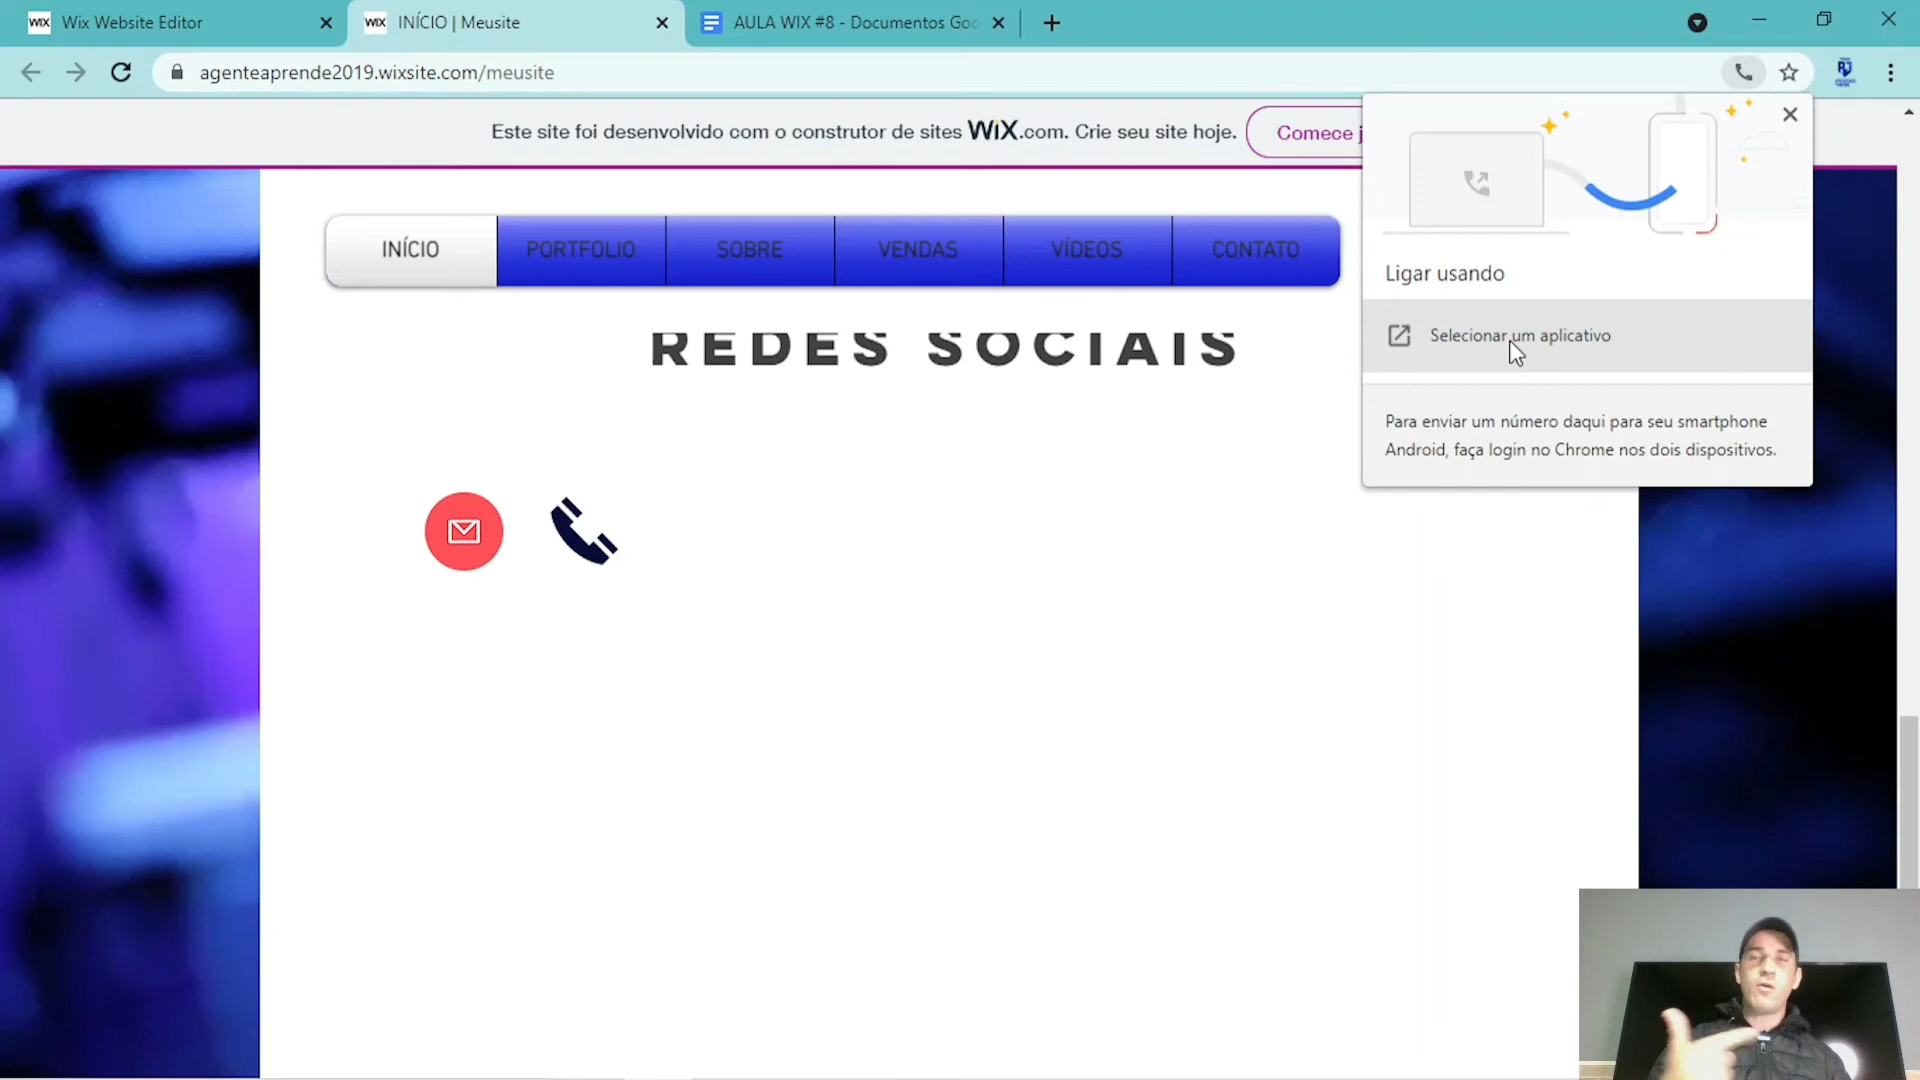 WiX Wix Website Editor
WiX INÍCIO | Meusite
AULA WIX #8 - Documentos Goo
agenteaprende2019.wixsite.com/meusite
Este site foi desenvolvido com o construtor de sites WiX.com. Crie seu site hoje.
Comece j
INÍCIO
PORTFOLIO
SOBRE
VENDAS
VÍDEOS
CONTATO
REDES SOCIAIS
Ligar usando
Selecionar um aplicativo
Para enviar um número daqui para seu smartphone
Android, faça login no Chrome nos dois dispositivos.